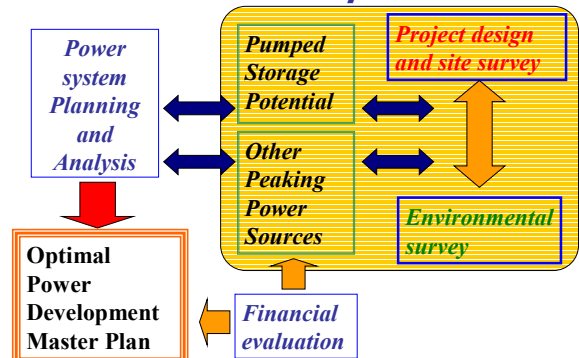 Power
system
Planning
and
Analysis
Pumped
Storage
Potential
Project design
and site survey
Other
Peaking
Power
Sources
Environmental
survey
Optimal
Power
Development
Master Plan
Financial
evaluation